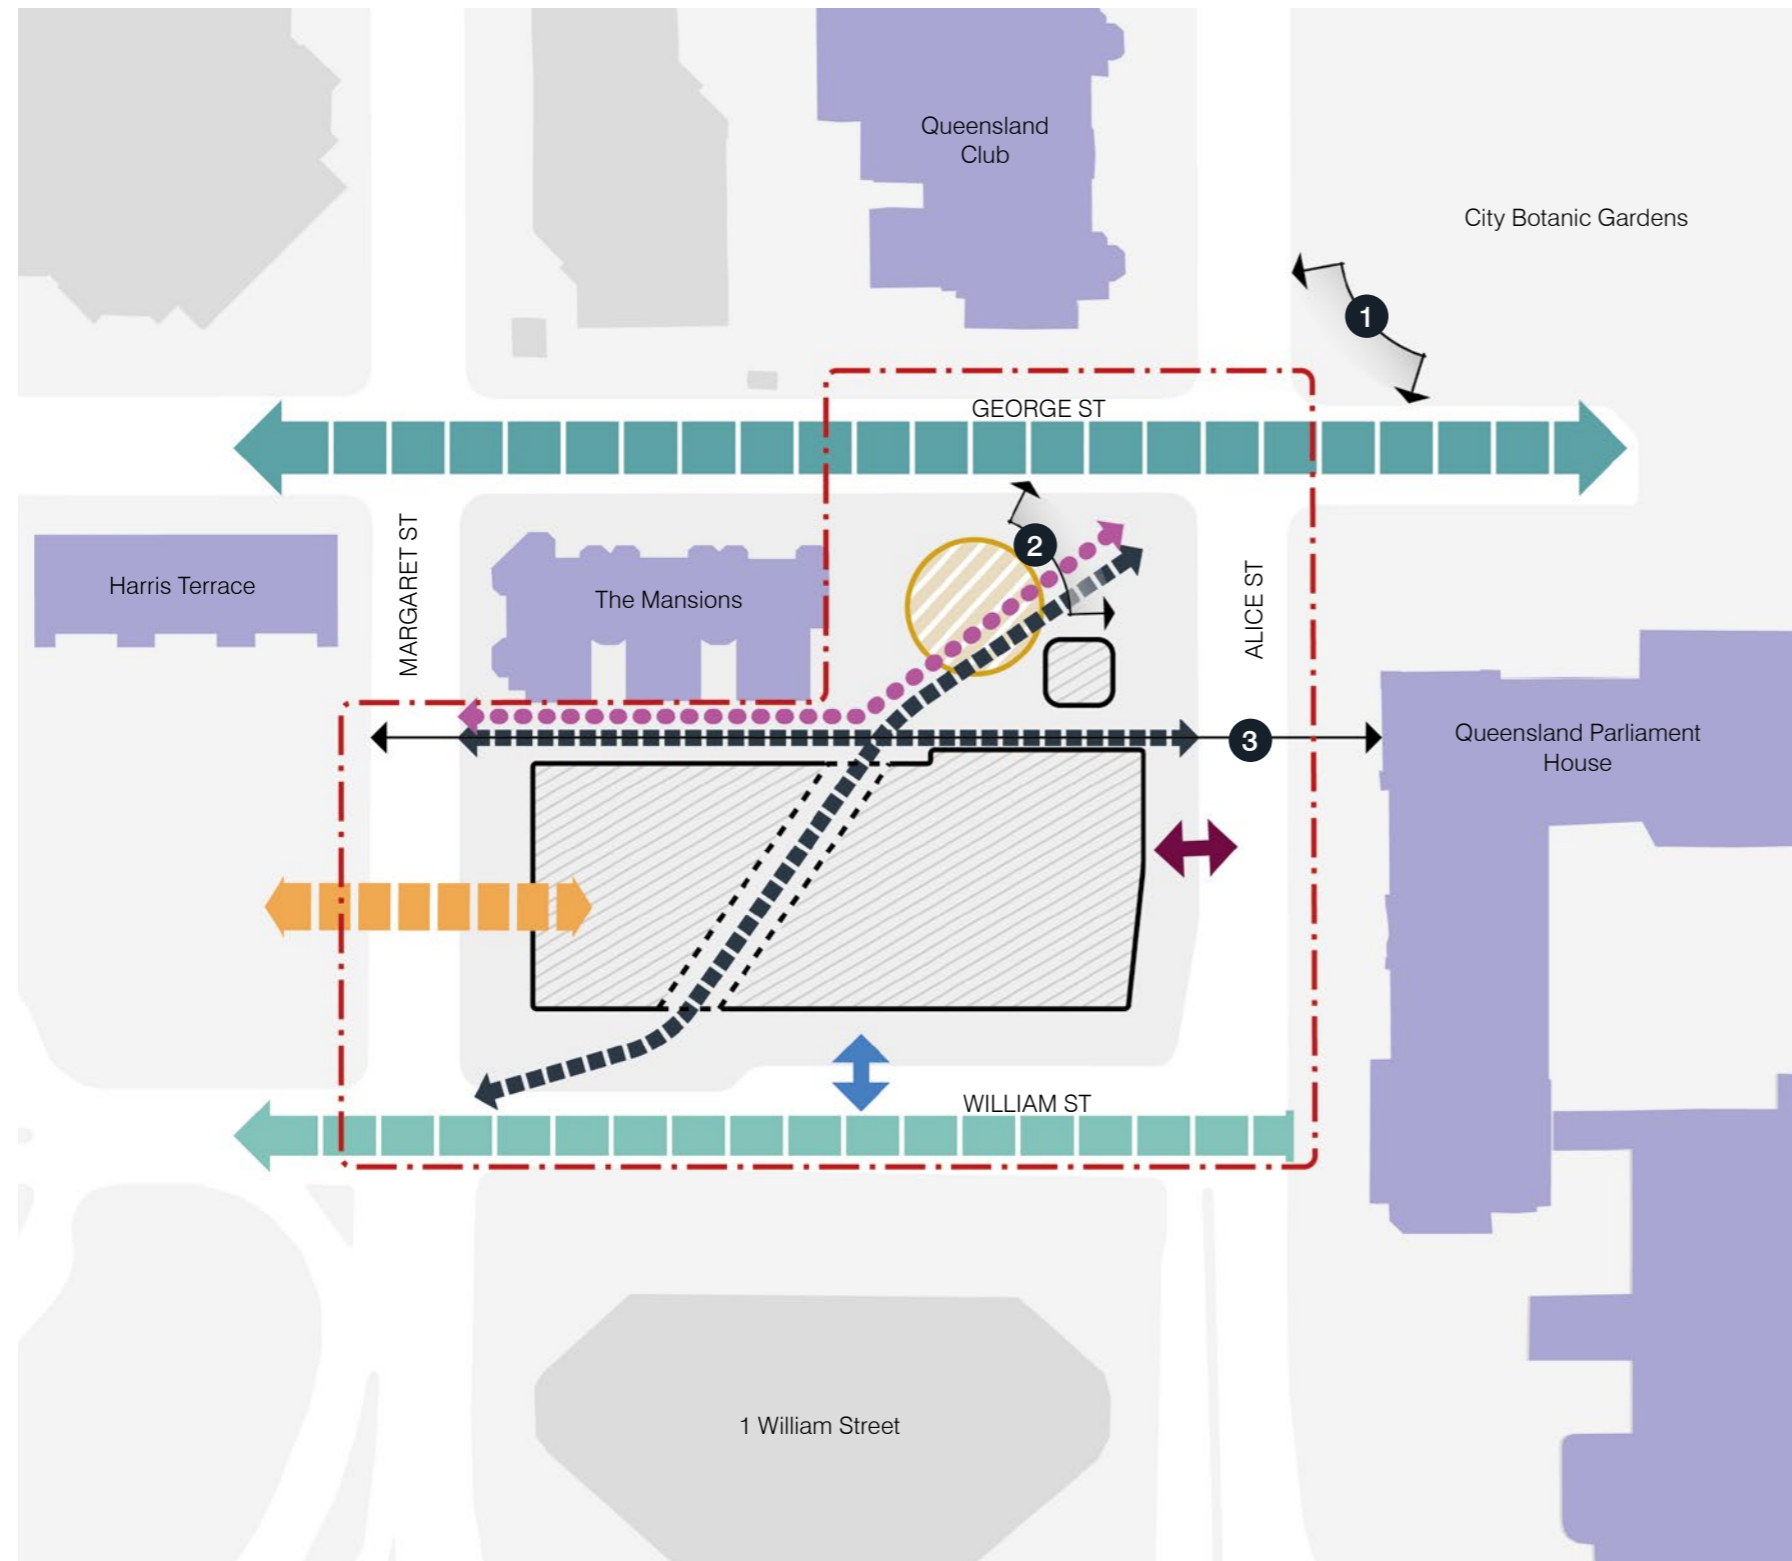 Queensland
Club
City Botanic Gardens
1
GEORGE ST
2
MARGARET ST
Harris Terrace
The Mansions
ALICE ST
3
Queensland Parliament
House
WILLIAM ST
1 William Street